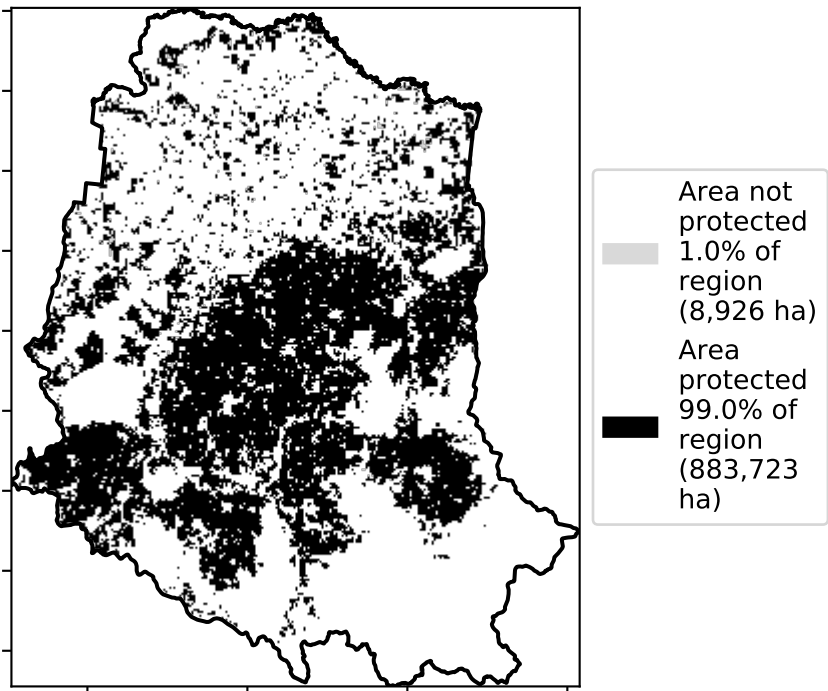 Area not
protected
1.0% of
region
(8,926 ha)
Area
protected
99.0% of
region
(883,723
ha)